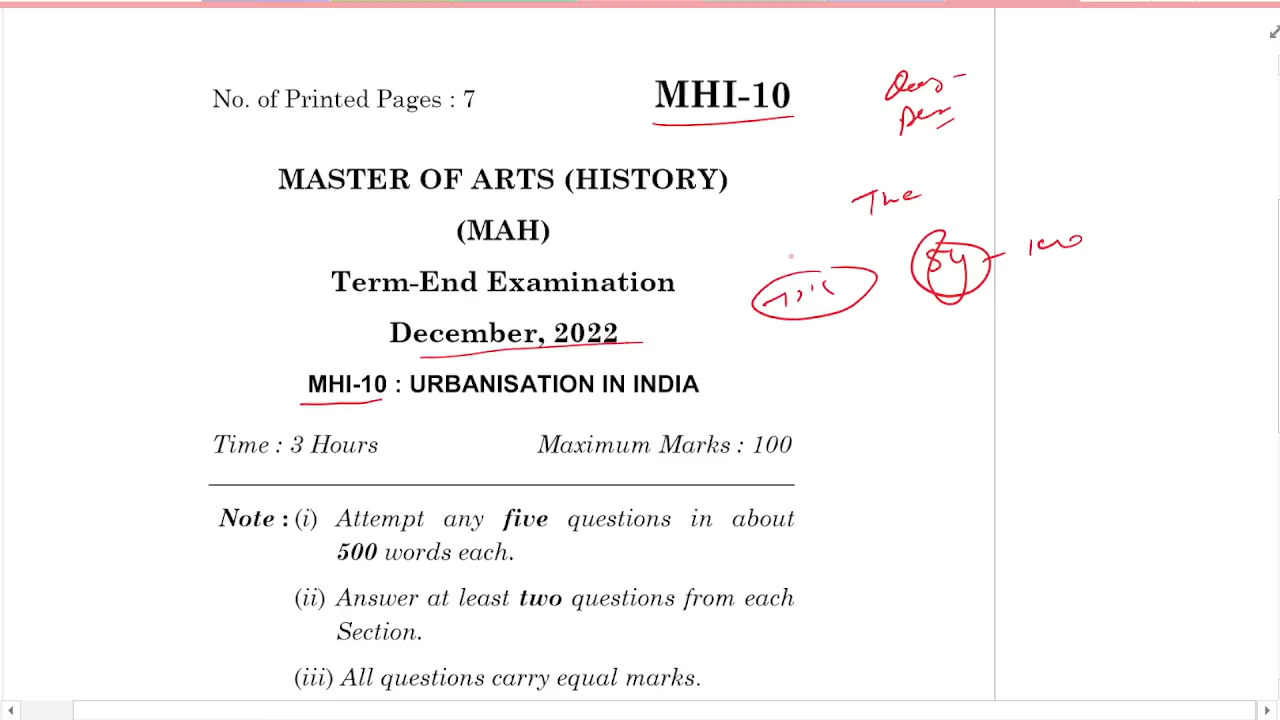 No. of Printed Pages : 7
MHI-10
MASTER OF ARTS (HISTORY)
(MAH)
The
Term-End Examination
December, 2022
MHI-10 : URBANISATION IN INDIA
Time : 3 Hours
Maximum Marks : 100
Note : (i) Attempt any five questions in about
500 words each.
(ii) Answer at least two questions from each
Section.
(iii) All questions carry equal marks.